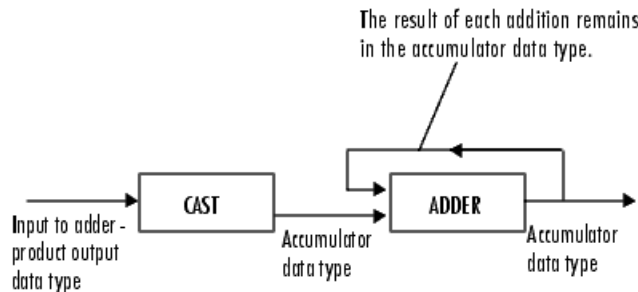 The result of each addition remains
in the accumulator data type.
CAST
ADDER
Input to adder -
product output
data type
Accumulator
data type
Accumulator
data type